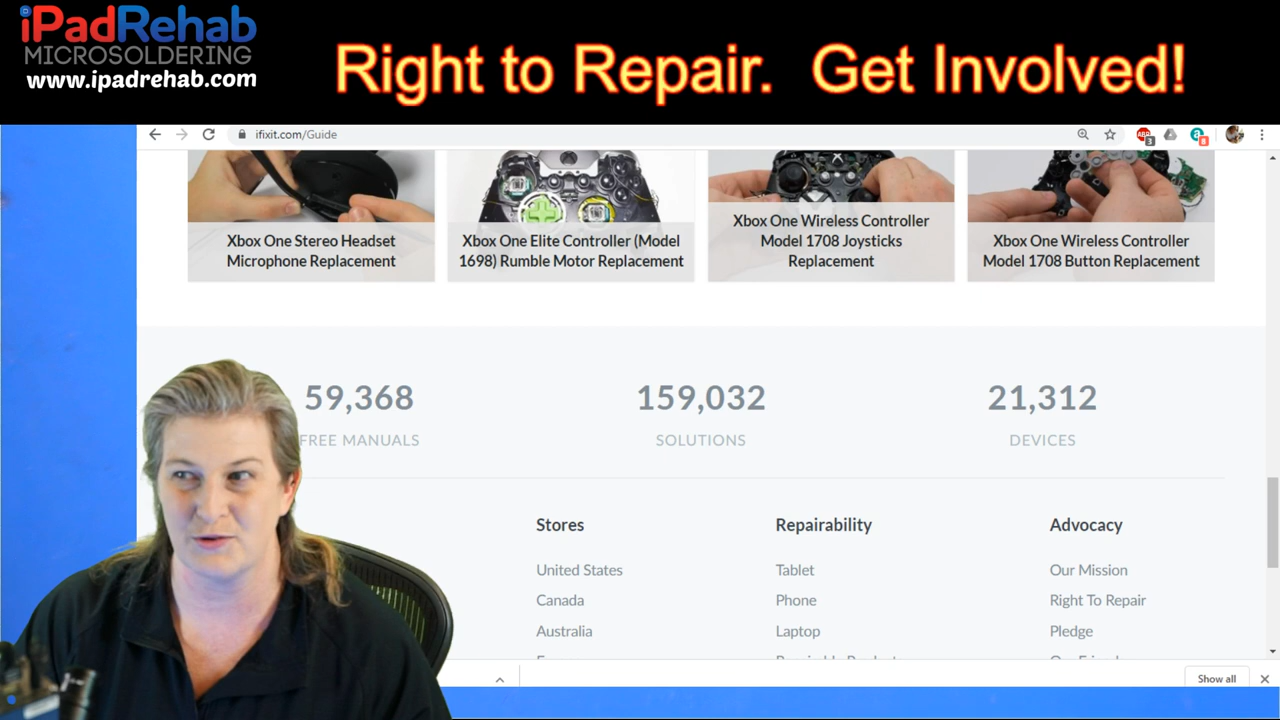 iPadRehab
MICROSOLDERING
www.ipadrehab.com
Right to Repair. Get Involved!
ifixit.com/Guide
Xbox One Stereo Headset
Microphone Replacement
Xbox One Elite Controller (Model
1698) Rumble Motor Replacement
Xbox One Wireless Controller
Model 1708 Joysticks
Replacement
Xbox One Wireless Controller
Model 1708 Button Replacement
59,368
FREE MANUALS
159,032
SOLUTIONS
21,312
DEVICES
Stores
United States
Canada
Australia
Repairability
Tablet
Phone
Laptop
Advocacy
Our Mission
Right To Repair
Pledge
Show all